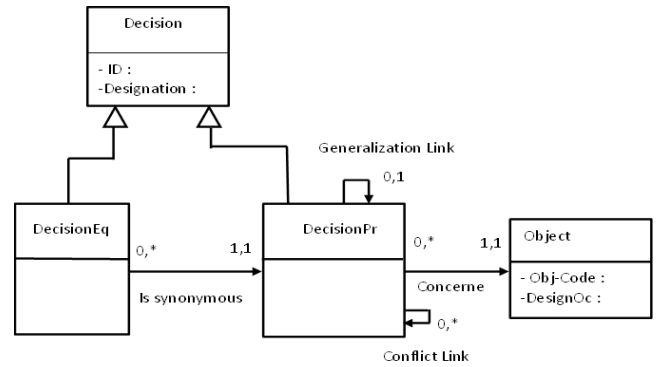 Decision
- ID :
-Designation :
Generalization Link
0,1
DecisionEq
0,*
1,1
DecisionPr
0,*
1,1
Object
- Obj-Code :
-DesignOc :
Is synonymous
Concerne
0,*
Conflict Link